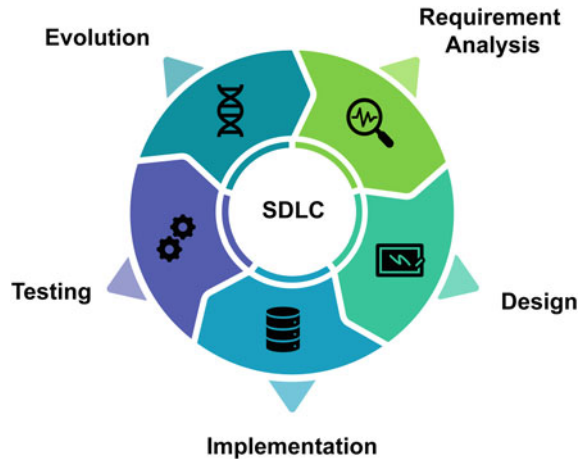 Evolution
Requirement
Analysis
SDLC
Testing
Design
Implementation